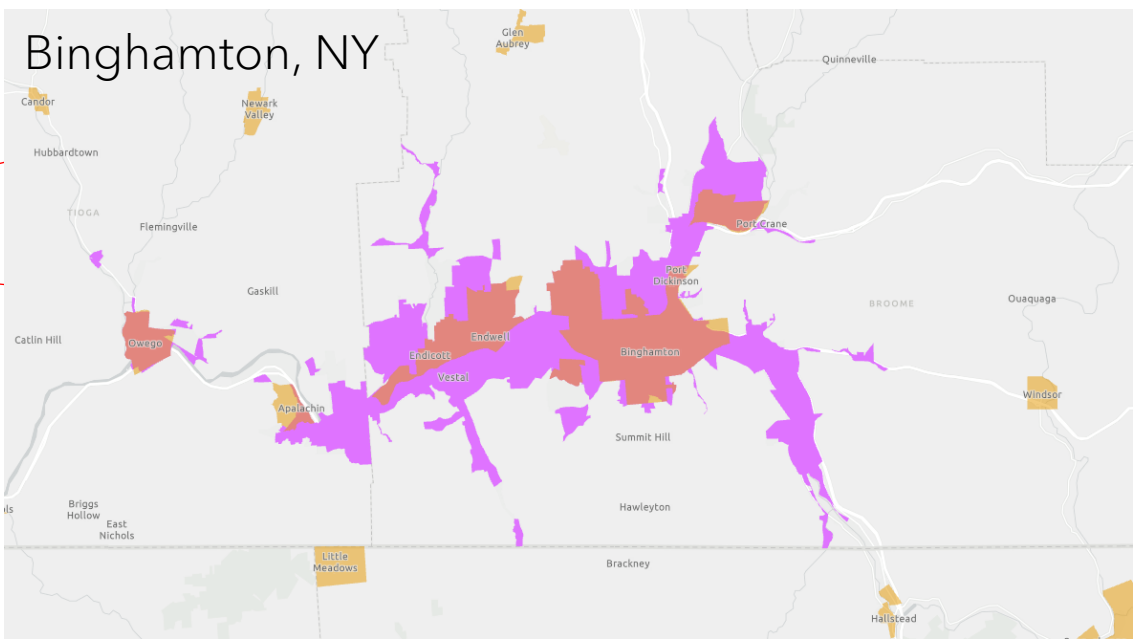 Binghamton, NY
Glen
Aubrey
Quinneville
Candor
Newark
Valley
Hubbardtown
TIOGA
Flemingville
Port Crane
Port
Dickinson
Gaskill
BROOME
Ouaquaga
Catlin Hill
Owego
Endwell
Endicott
Binghamton
Vestal
Windsor
Apalachin
Summit Hill
Briggs
Hollow
East
Nichols
Hawleyton
Little
Meadows
Brackney
Hallstead